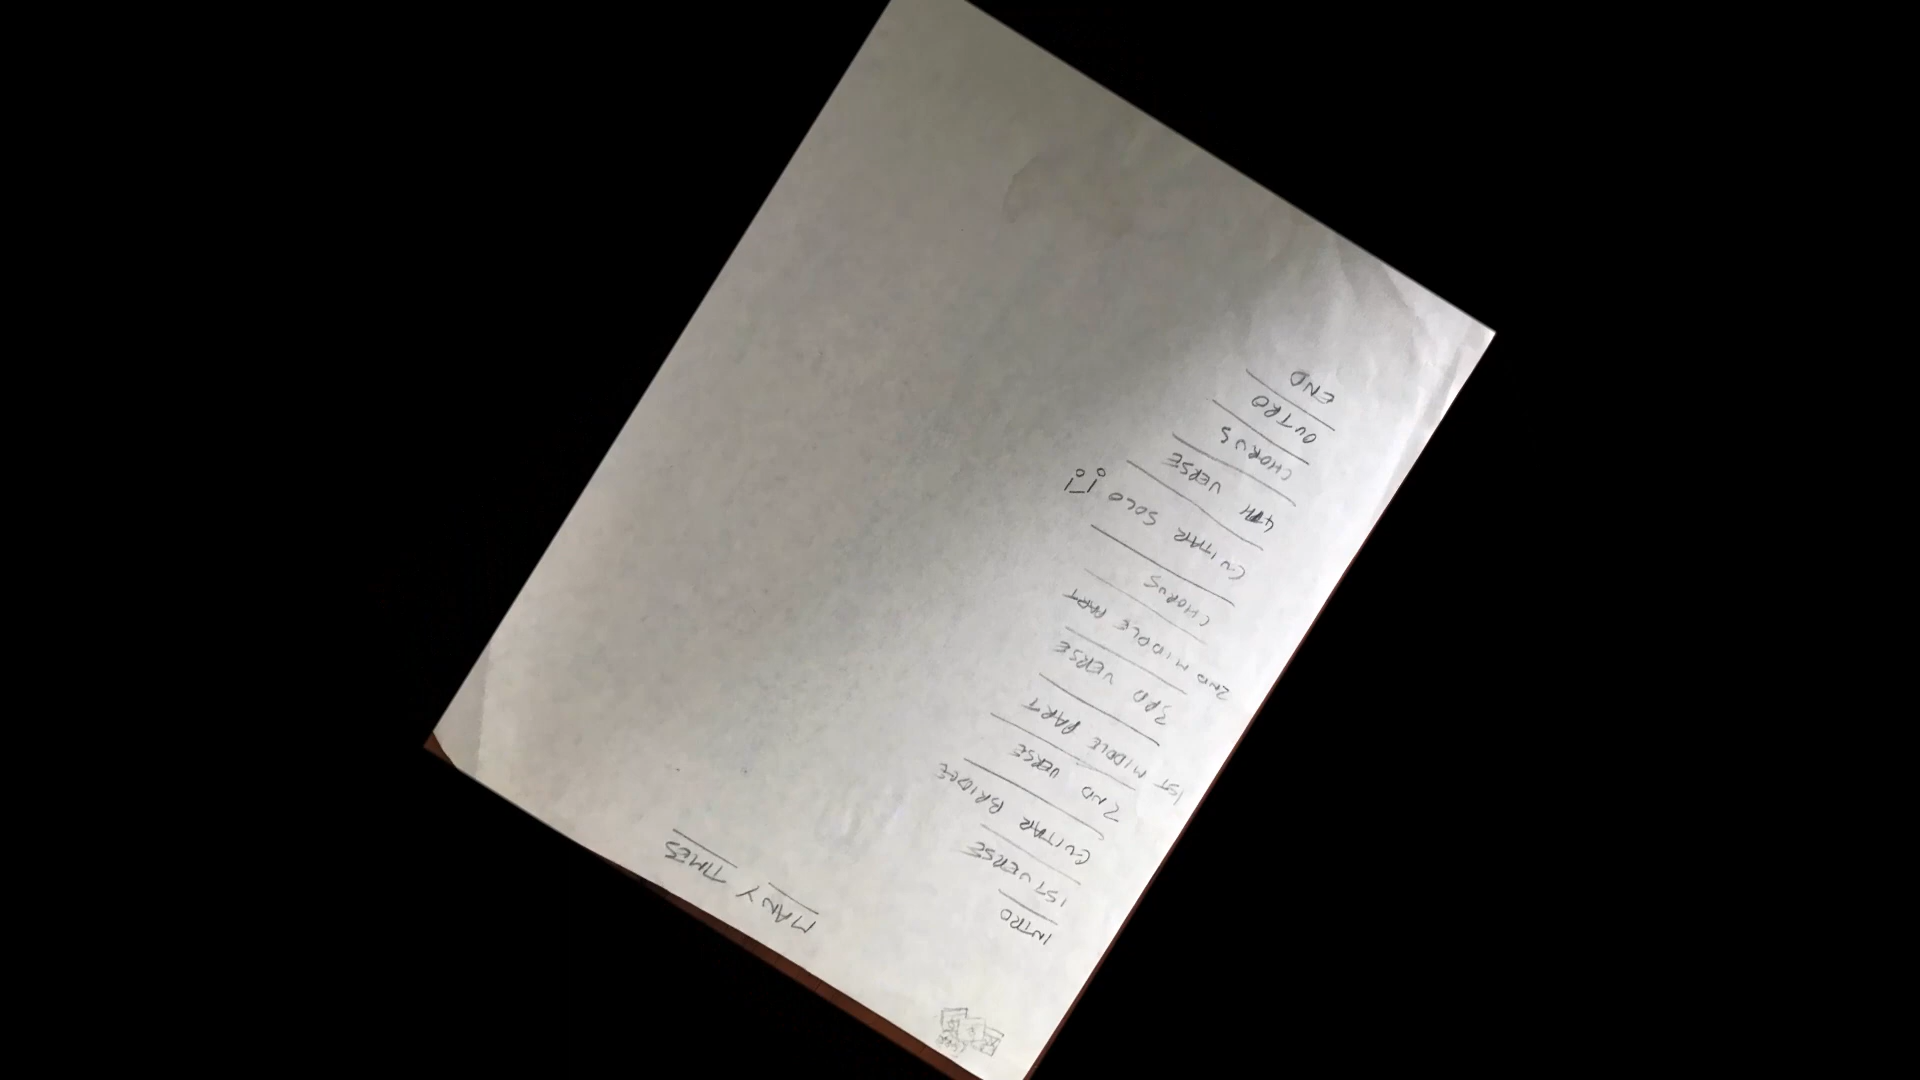 MANY TIMES
INTRO
1ST VERSE
GUITAR BRIDGE
2ND VERSE
1ST MIDDLE PART
3RD VERSE
2ND MIDDLE PART
CHORUS
GUITAR SOLO
4TH VERSE
CHORUS
OUTRO
END